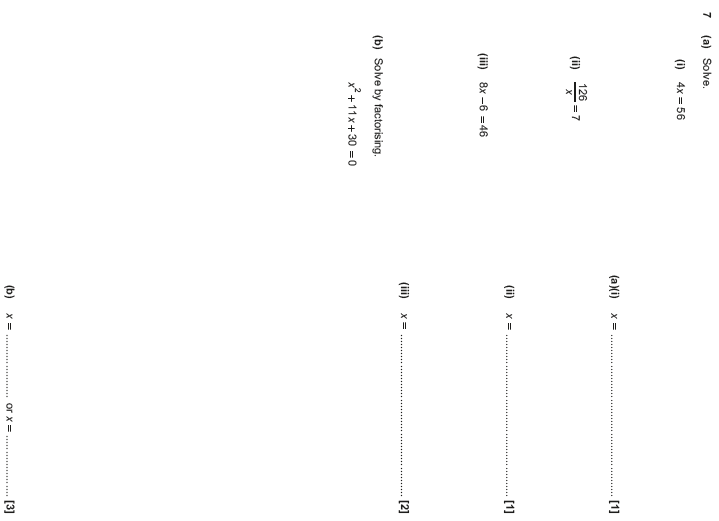 7 (a) Solve.
(i) 4x = 56
(a)(i) x = ................................................ [1]
(ii) 126/x = 7
(ii) x = ................................................ [1]
(iii) 8x – 6 = 46
(iii) x = ................................................ [2]
(b) Solve by factorising.
x² + 11x + 30 = 0
(b) x = .................. or x = .................. [3]